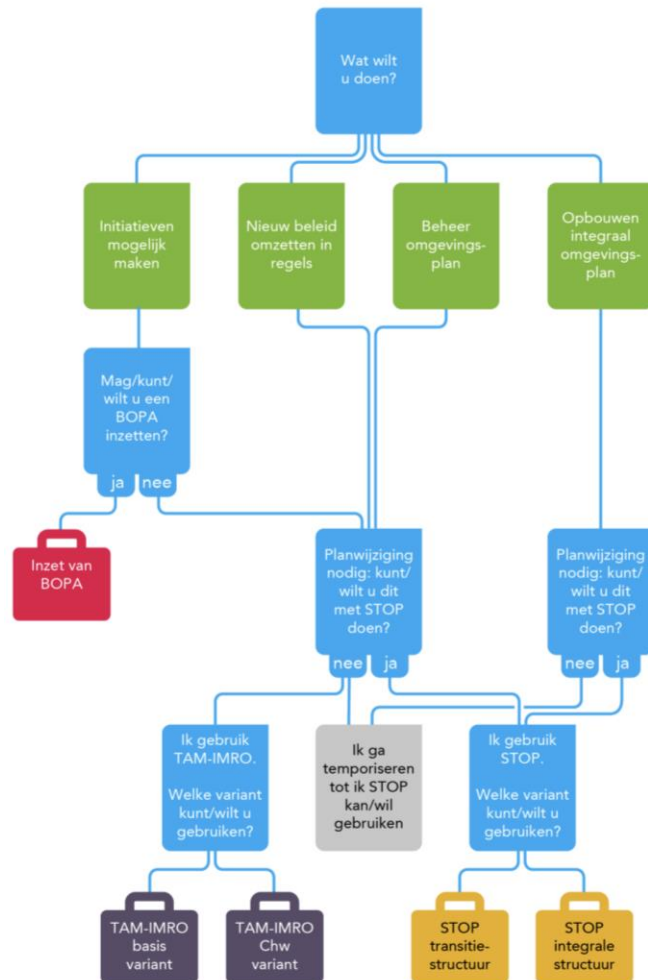 Wat wilt
u doen?
Initiatieven
mogelijk
maken
Nieuw beleid
omzetten in
regels
Beheer
omgevings-
plan
Opbouwen
integraal
omgevings-
plan
Mag/kunt/
wilt u een
BOPA
inzetten?
ja nee
Inzet van
BOPA
Planwijziging
nodig: kunt/
wilt u dit
met STOP
doen?
nee ja
Planwijziging
nodig: kunt/
wilt u dit
met STOP
doen?
nee ja
Ik gebruik
TAM-IMRO.
Welke variant
kunt/wilt u
gebruiken?
Ik ga
temporiseren
tot ik STOP
kan/wil
gebruiken
Ik gebruik
STOP.
Welke variant
kunt/wilt u
gebruiken?
TAM-IMRO
basis
variant
TAM-IMRO
Chw
variant
STOP
transitie-
structuur
STOP
integrale
structuur